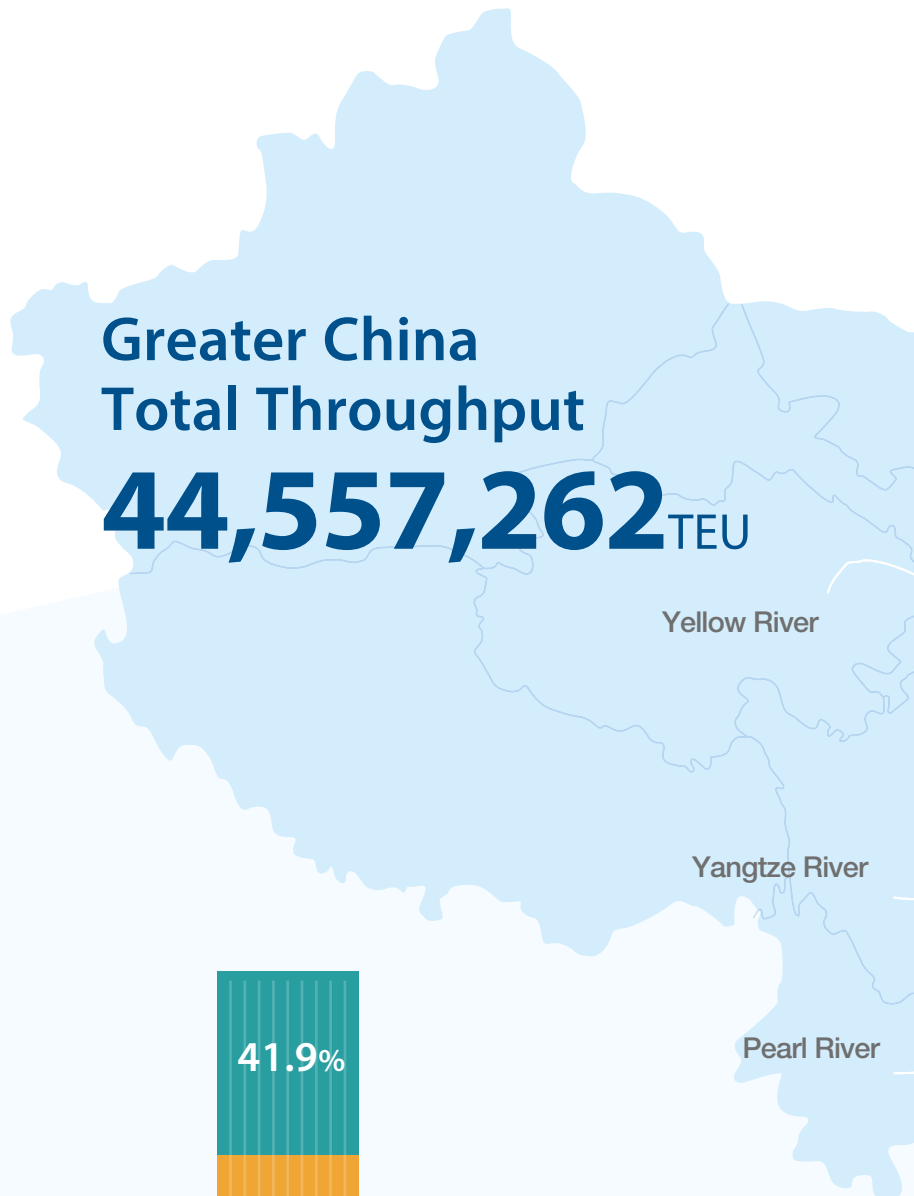 Greater China
Total Throughput
44,557,262TEU
Yellow River
Yangtze River
Pearl River
41.9%